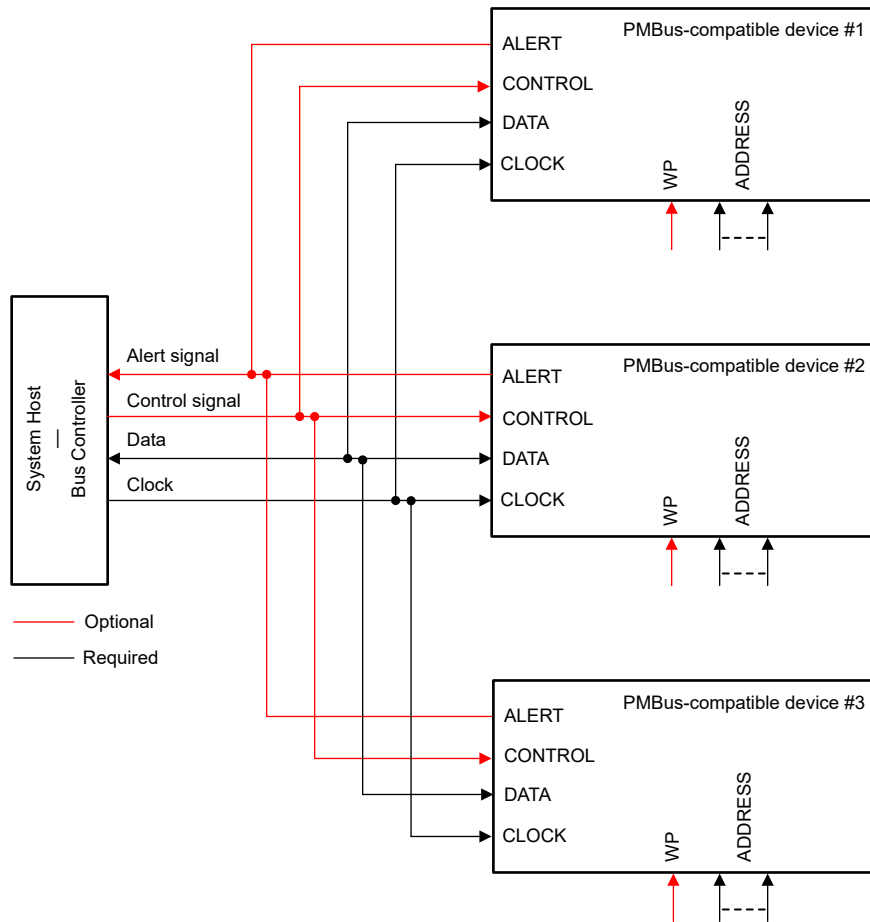 PMBus-compatible device #1
ALERT
CONTROL
DATA
CLOCK
WP
ADDRESS
System Host
—
Bus Controller
Alert signal
Control signal
Data
Clock
PMBus-compatible device #2
ALERT
CONTROL
DATA
CLOCK
WP
ADDRESS
Optional
Required
PMBus-compatible device #3
ALERT
CONTROL
DATA
CLOCK
WP
ADDRESS